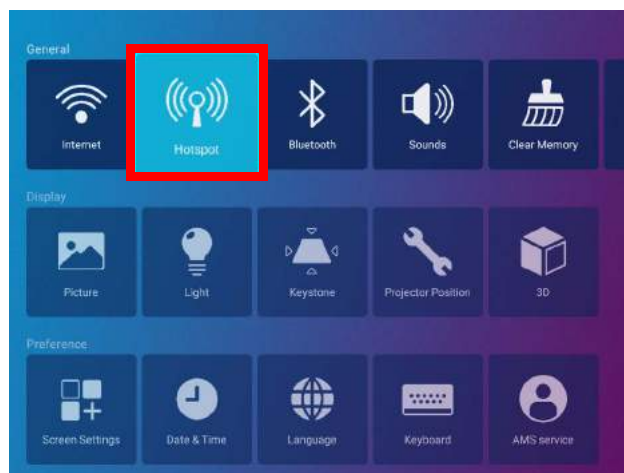 General
Internet
Hotspot
Bluetooth
Sounds
Clear Memory
Display
Picture
Light
Keystone
Projector Position
3D
Preference
Screen Settings
Date & Time
Language
Keyboard
AMS service